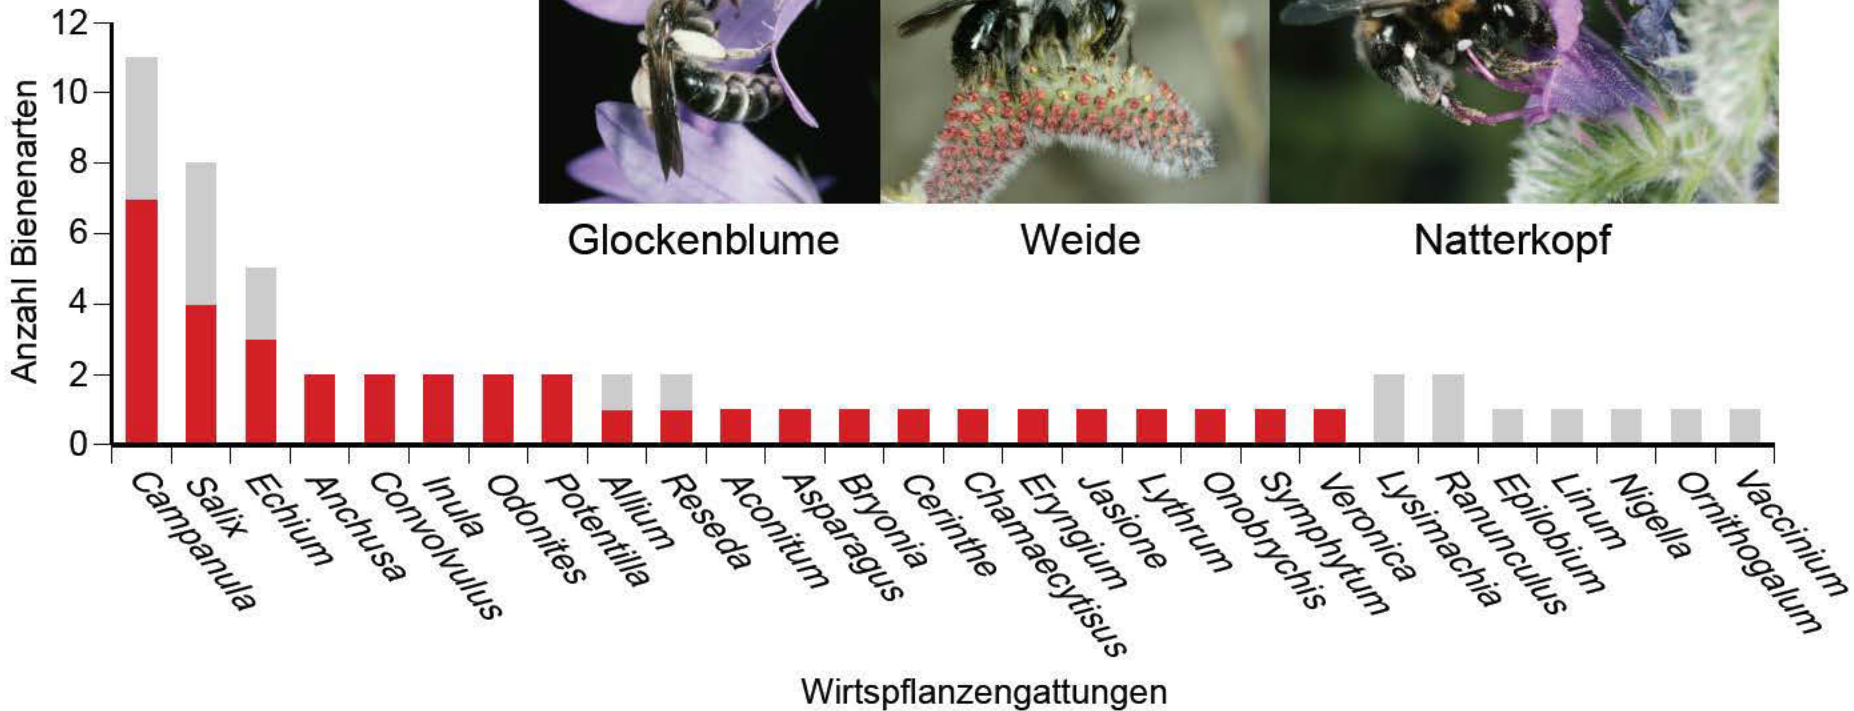 12
10
8
6
4
2
0
Anzahl Bienenarten
Glockenblume
Weide
Natterkopf
Campanula
Salix
Echium
Anchusa
Convolvulus
Inula
Odonites
Potentilla
Allium
Reseda
Aconitum
Asparagus
Bryonia
Cerinthe
Chamaecytisus
Eryngium
Jasione
Lythrum
Onobrychis
Symphytum
Veronica
Lysimachia
Ranunculus
Epilobium
Linum
Nigella
Ornithogalum
Vaccinium
Wirtspflanzengattungen